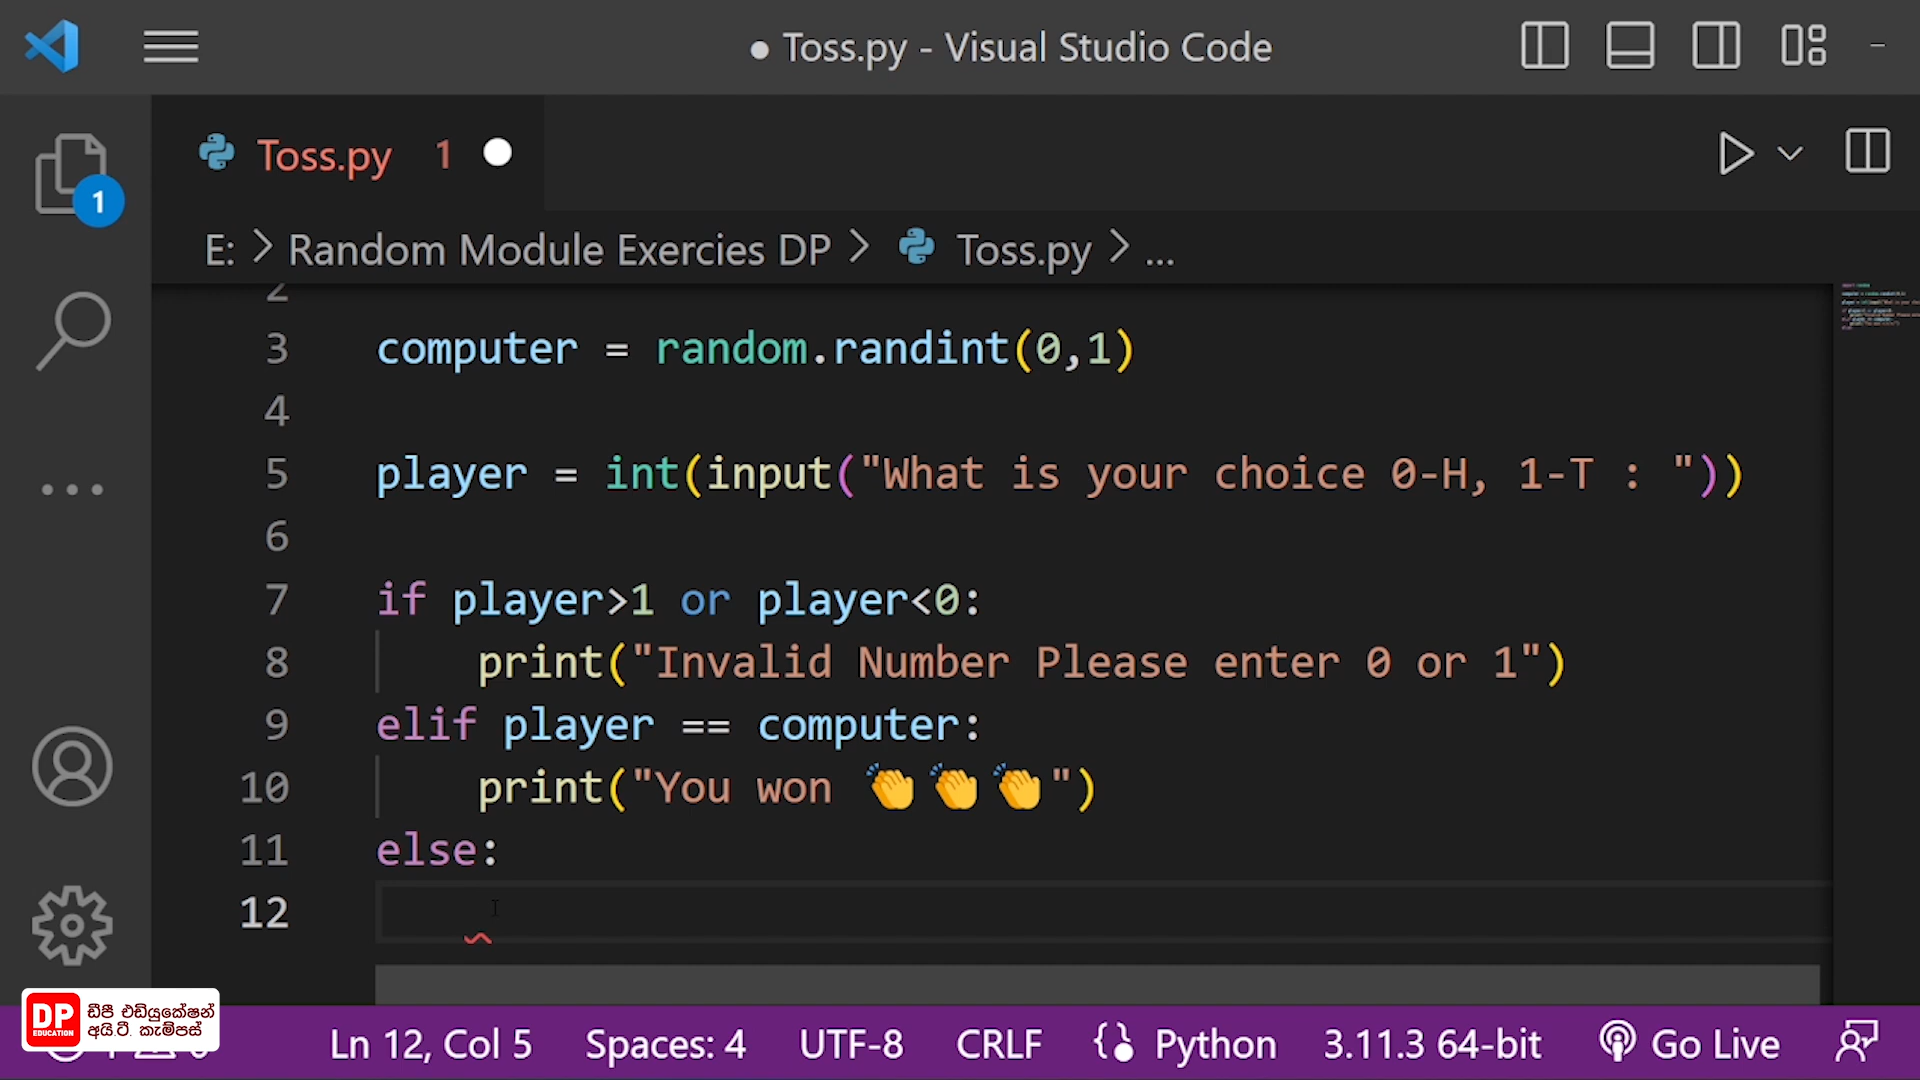 ● Toss.py - Visual Studio Code
Toss.py 1
1
E: > Random Module Exercies DP > Toss.py > ...
2
3 computer = random.randint(0,1)
4
5 player = int(input("What is your choice 0-H, 1-T : "))
6
7 if player>1 or player<0:
8 print("Invalid Number Please enter 0 or 1")
9 elif player == computer:
10 print("You won 👏👏👏")
11 else:
12
DP
EDUCATION
ඩීපී එඩියුකේෂන්
අයි.ටී. කැම්පස්
Ln 12, Col 5 Spaces: 4 UTF-8 CRLF Python 3.11.3 64-bit Go Live